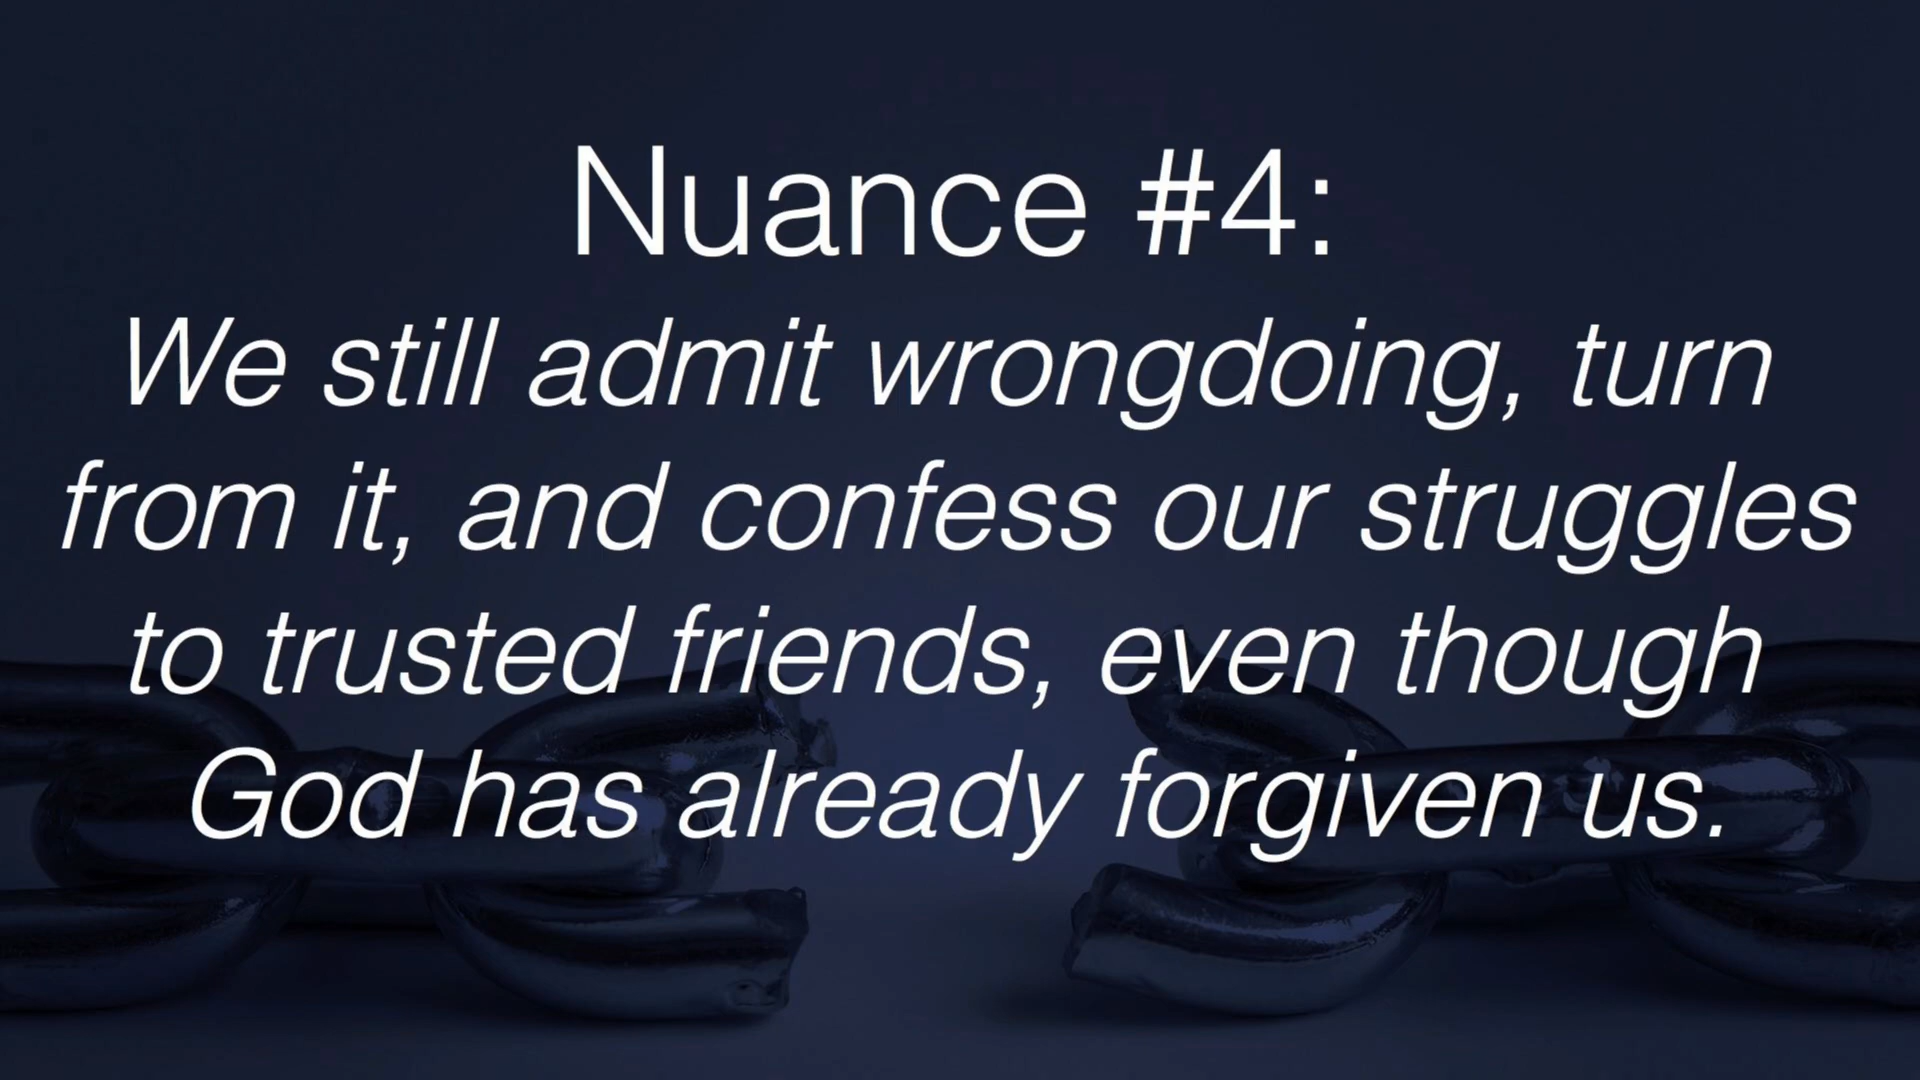 Nuance #4:
We still admit wrongdoing, turn
from it, and confess our struggles
to trusted friends, even though
God has already forgiven us.